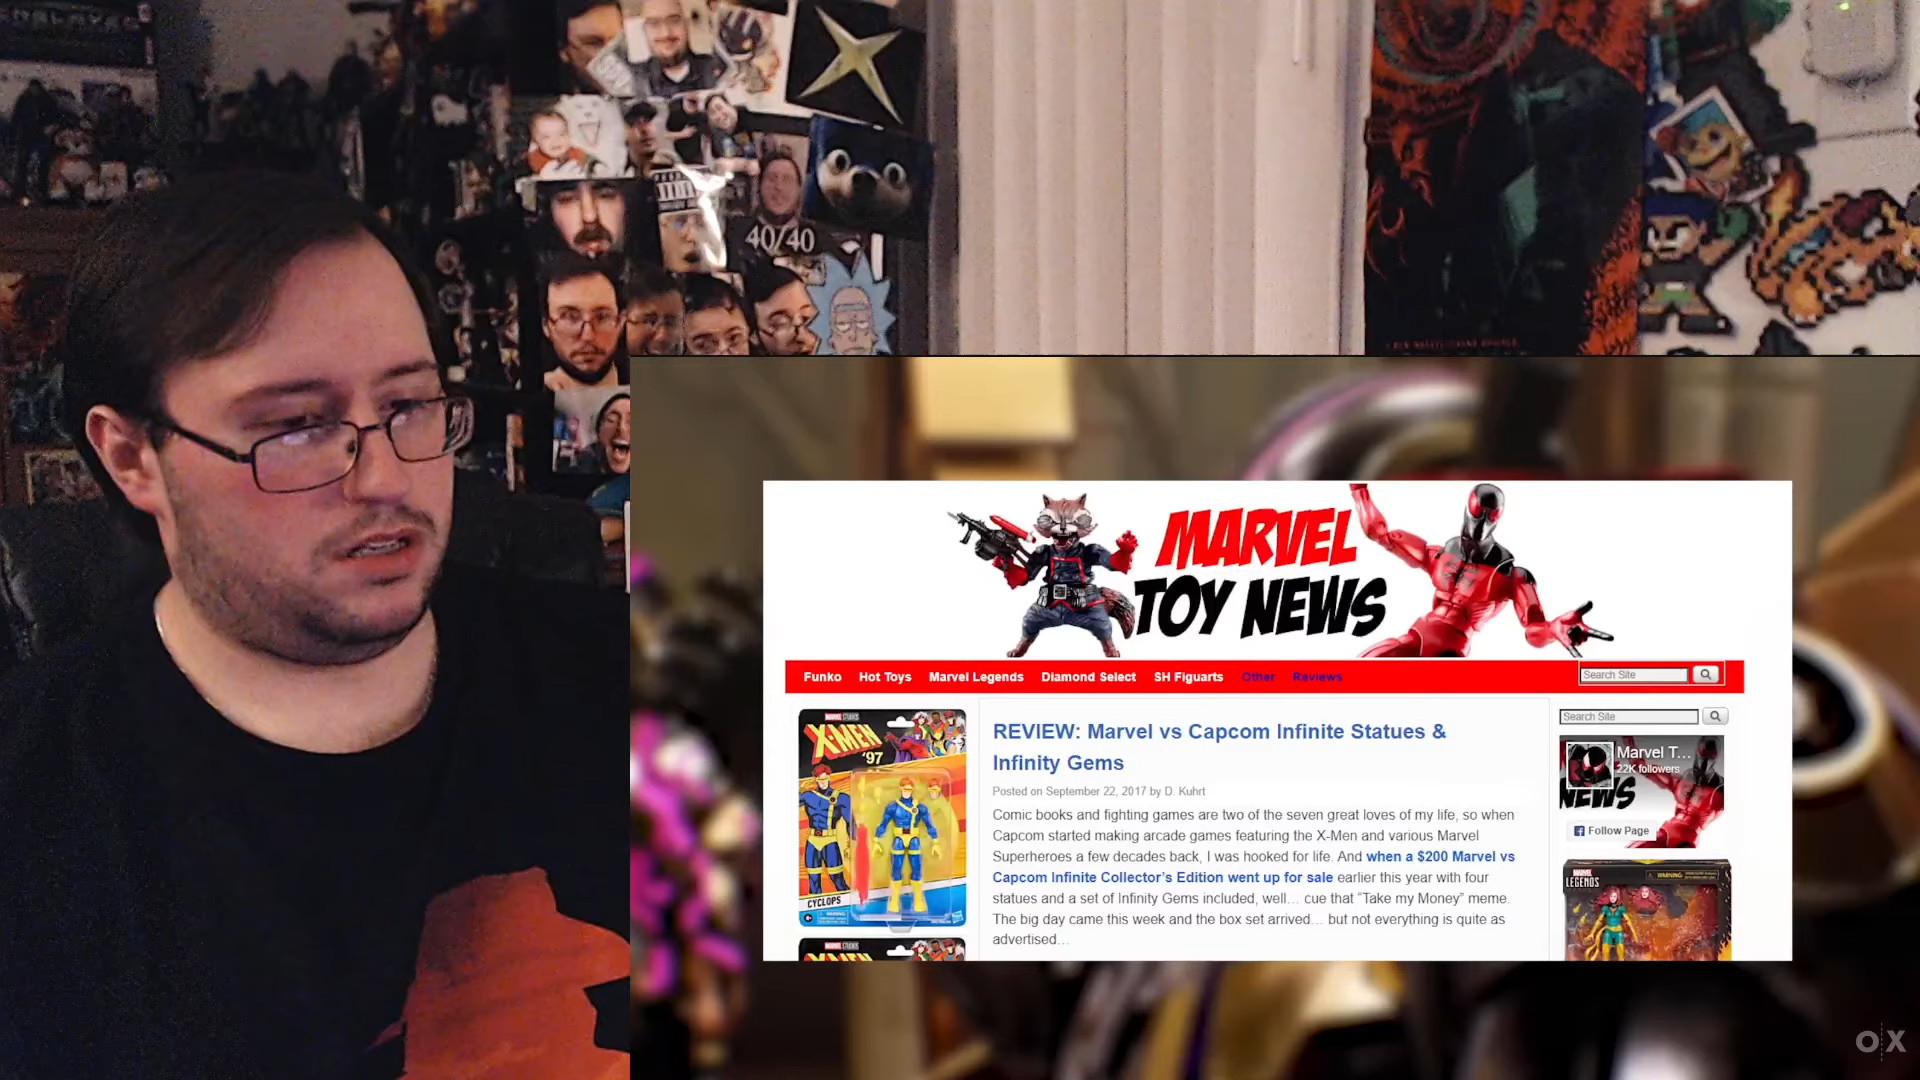 40/40
MARVEL
TOY NEWS
Funko Hot Toys Marvel Legends Diamond Select SH Figuarts Other Reviews
Search Site
Search Site
X-MEN
'97
CYCLOPS
REVIEW: Marvel vs Capcom Infinite Statues &
Infinity Gems
Posted on September 22, 2017 by D. Kuhrt
Comic books and fighting games are two of the seven great loves of my life, so when
Capcom started making arcade games featuring the X-Men and various Marvel
Superheroes a few decades back, I was hooked for life. And when a $200 Marvel vs
Capcom Infinite Collector's Edition went up for sale earlier this year with four
statues and a set of Infinity Gems included, well… cue that “Take my Money” meme.
The big day came this week and the box set arrived… but not everything is quite as
advertised…
Marvel T...
22K followers
NEWS
Follow Page
MARVEL
LEGENDS
WARNING
O|X